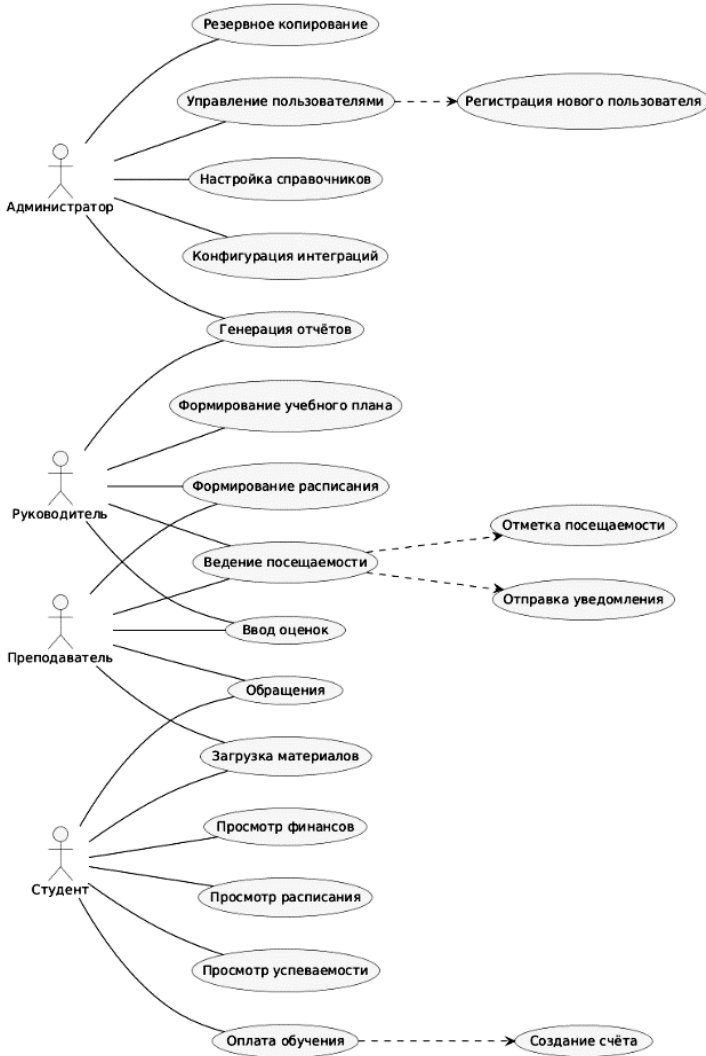 Резервное копирование
Управление пользователями
Регистрация нового пользователя
Настройка справочников
Администратор
Конфигурация интеграций
Генерация отчётов
Формирование учебного плана
Формирование расписания
Руководитель
Отметка посещаемости
Ведение посещаемости
Отправка уведомления
Ввод оценок
Преподаватель
Обращения
Загрузка материалов
Просмотр финансов
Студент
Просмотр расписания
Просмотр успеваемости
Оплата обучения
Создание счёта